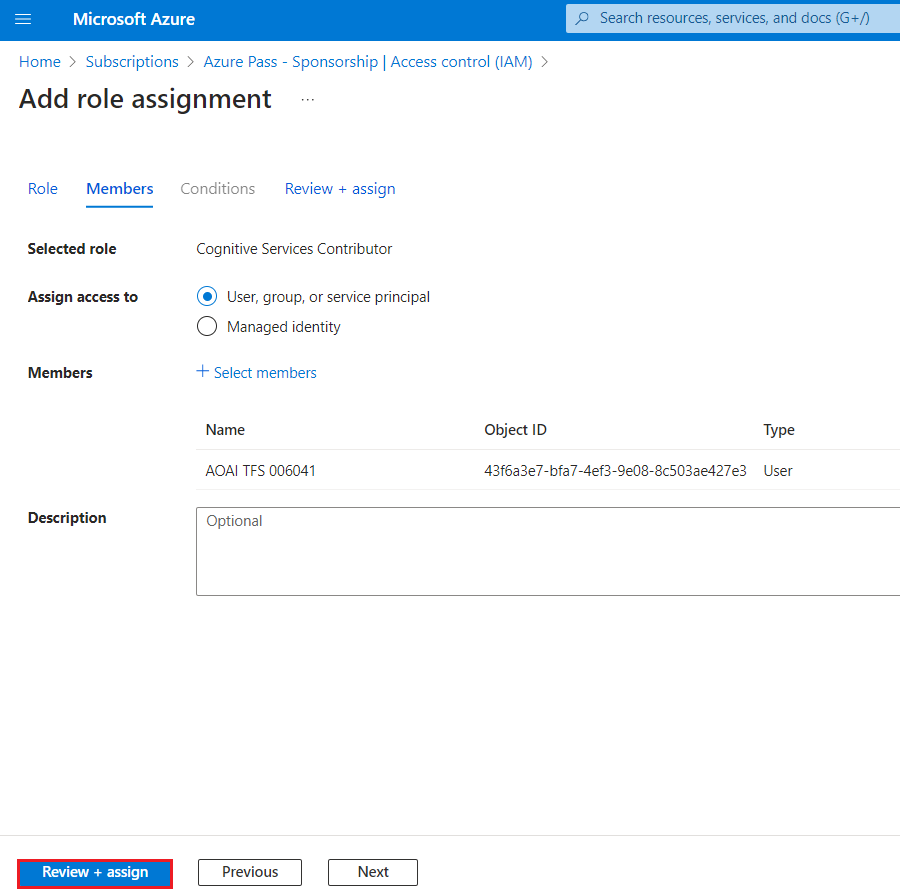 Microsoft Azure
Search resources, services, and docs (G+/)
Home > Subscriptions > Azure Pass - Sponsorship | Access control (IAM) >
Add role assignment ...
Role Members Conditions Review + assign
Selected role Cognitive Services Contributor
Assign access to User, group, or service principal
Managed identity
Members + Select members
Name Object ID Type
AOAI TFS 006041 43f6a3e7-bfa7-4ef3-9e08-8c503ae427e3 User
Description Optional
Review + assign Previous Next